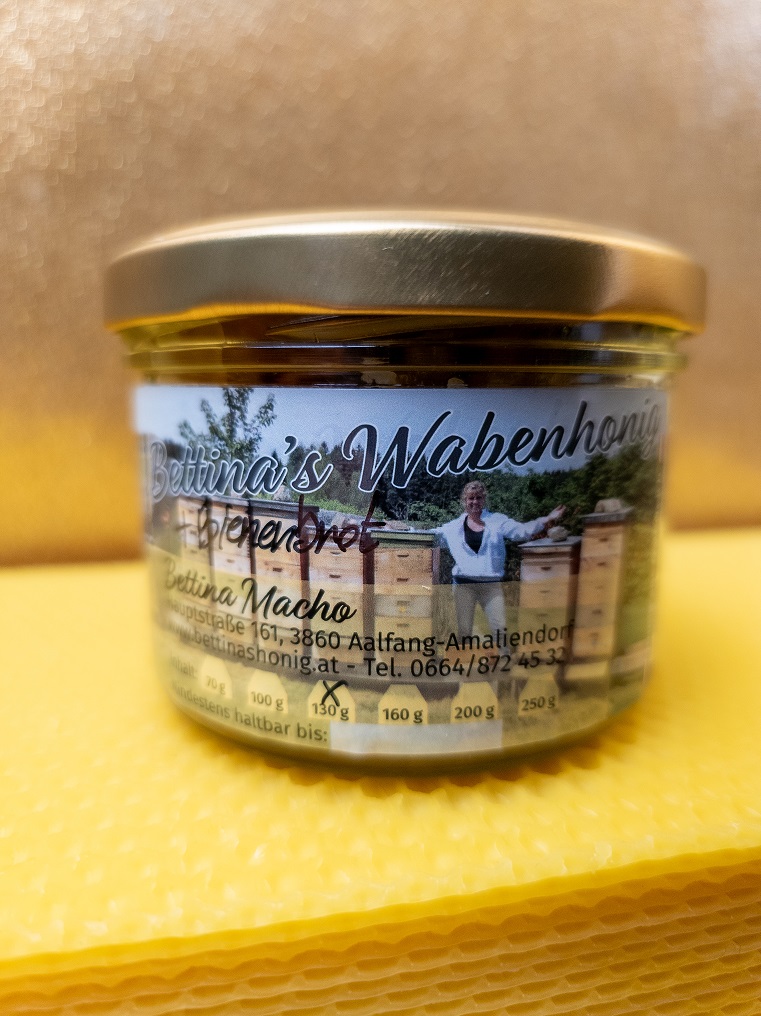 Bettina's Wabenhonig
- Bienenbrot
Bettina Macho
Hauptstraße 161, 3860 Aalfang-Amaliendorf
www.bettinashonig.at - Tel. 0664/872 45 32
Inhalt: 70 g 100 g 130 g X 160 g 200 g 250 g
Mindestens haltbar bis: